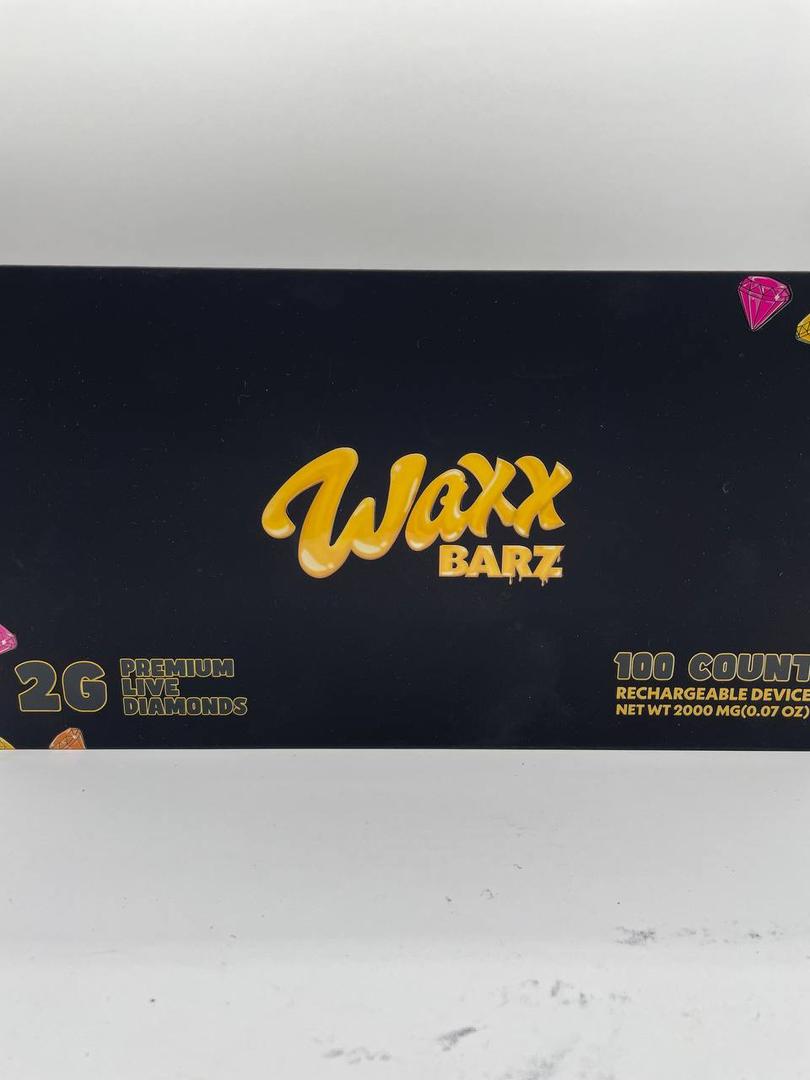 Waxx
BARZ
2G
PREMIUM
LIVE
DIAMONDS
100 COUNT
RECHARGEABLE DEVICE
NET WT 2000 MG(0.07 OZ)